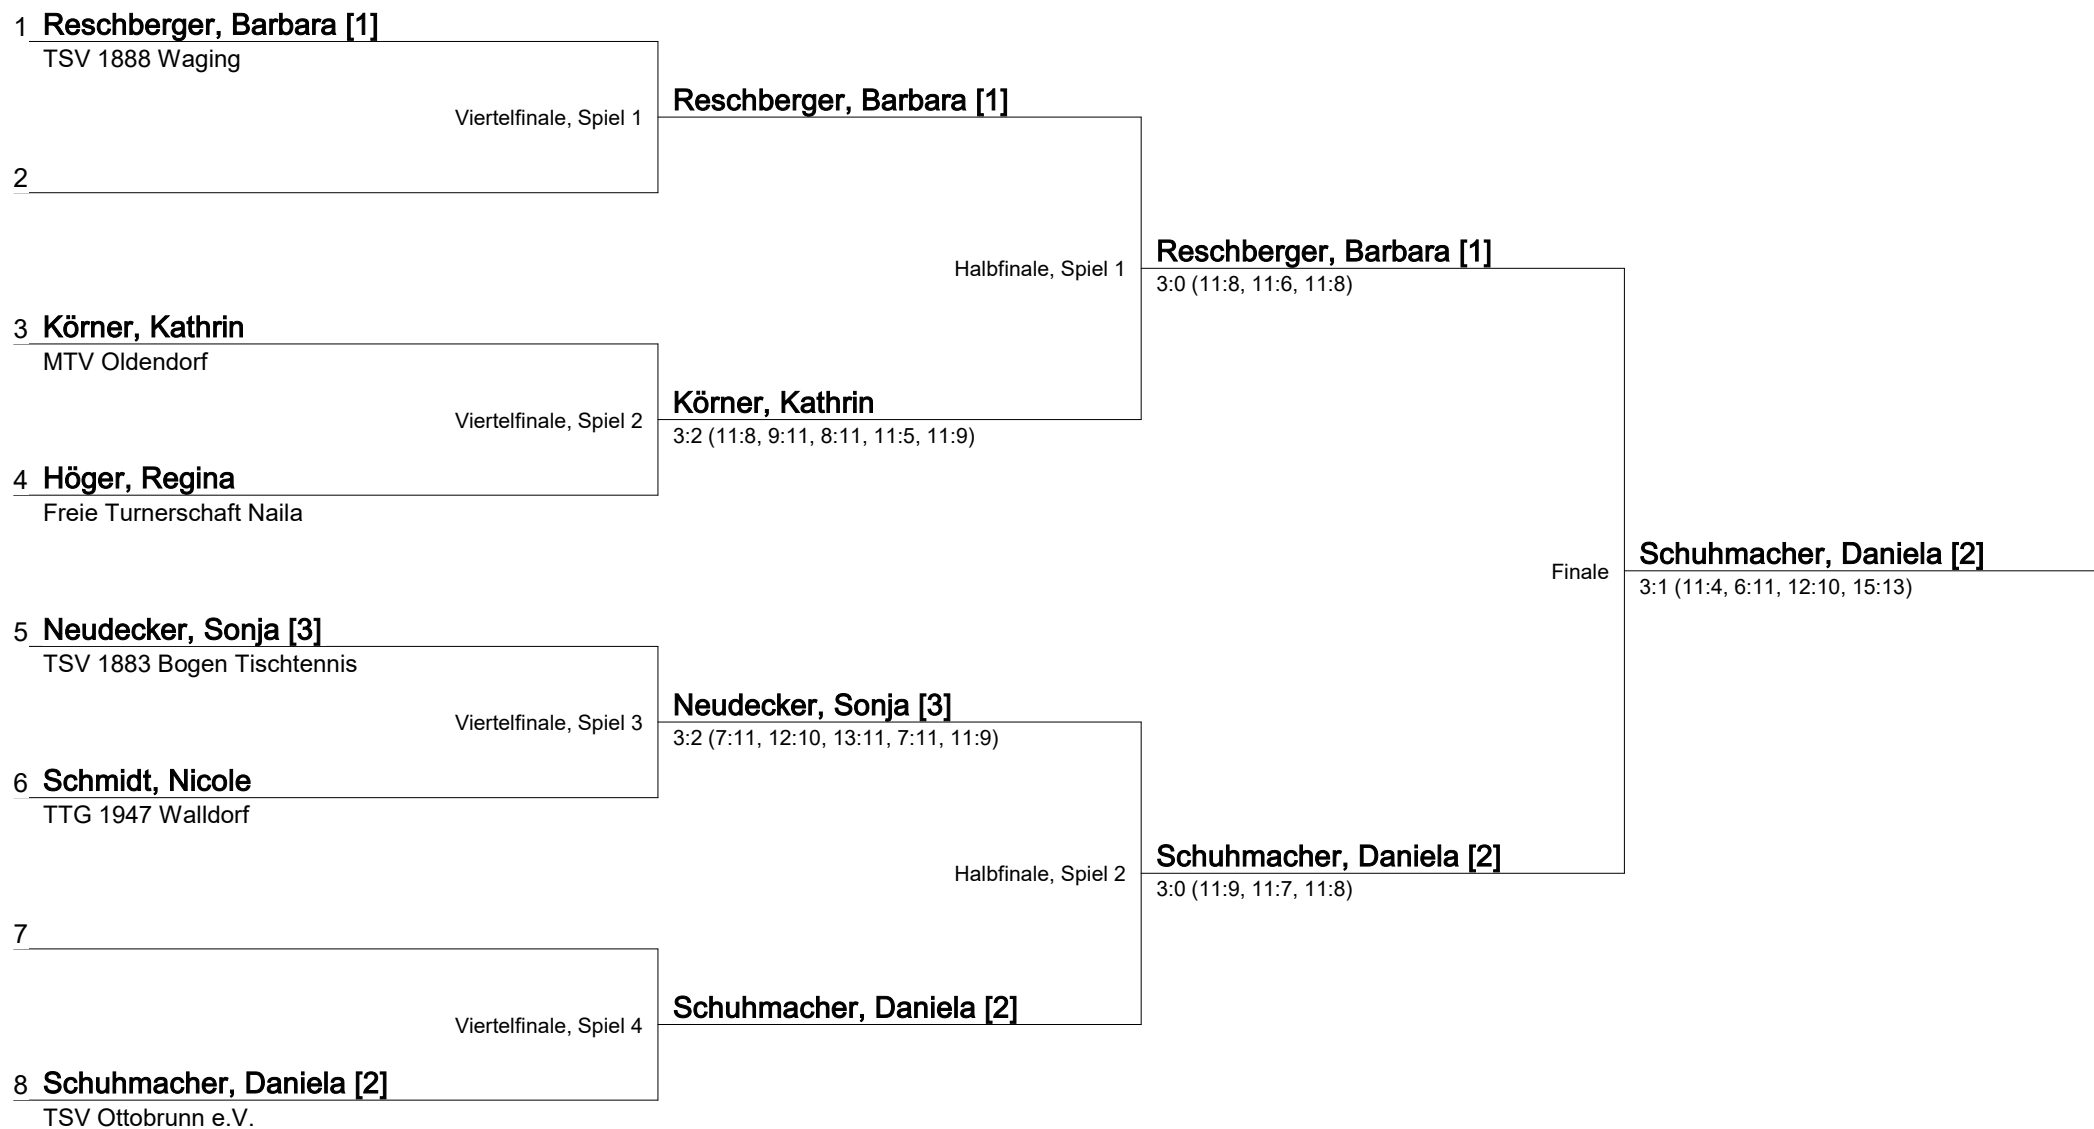 1 Reschberger, Barbara [1]
TSV 1888 Waging
Reschberger, Barbara [1]
Viertelfinale, Spiel 1
2
Reschberger, Barbara [1]
Halbfinale, Spiel 1
3:0 (11:8, 11:6, 11:8)
3 Körner, Kathrin
MTV Oldendorf
Körner, Kathrin
Viertelfinale, Spiel 2
3:2 (11:8, 9:11, 8:11, 11:5, 11:9)
4 Höger, Regina
Freie Turnerschaft Naila
Schuhmacher, Daniela [2]
Finale
3:1 (11:4, 6:11, 12:10, 15:13)
5 Neudecker, Sonja [3]
TSV 1883 Bogen Tischtennis
Neudecker, Sonja [3]
Viertelfinale, Spiel 3
3:2 (7:11, 12:10, 13:11, 7:11, 11:9)
6 Schmidt, Nicole
TTG 1947 Walldorf
Schuhmacher, Daniela [2]
Halbfinale, Spiel 2
3:0 (11:9, 11:7, 11:8)
7
Schuhmacher, Daniela [2]
Viertelfinale, Spiel 4
8 Schuhmacher, Daniela [2]
TSV Ottobrunn e.V.